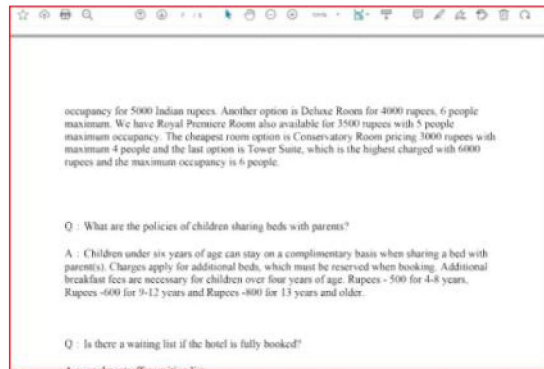 occupancy for 5000 Indian rupees. Another option is Deluxe Room for 4000 rupees, 6 people
maximum. We have Royal Premiere Room also available for 3500 rupees with 5 people
maximum occupancy. The cheapest room option is Conservatory Room pricing 3000 rupees with
maximum 4 people and the last option is Tower Suite, which is the highest charged with 6000
rupees and the maximum occupancy is 6 people.
Q : What are the policies of children sharing beds with parents?
A : Children under six years of age can stay on a complimentary basis when sharing a bed with
parent(s). Charges apply for additional beds, which must be reserved when booking. Additional
breakfast fees are necessary for children over four years of age. Rupees - 500 for 4-8 years,
Rupees -600 for 9-12 years and Rupees -800 for 13 years and older.
Q : Is there a waiting list if the hotel is fully booked?